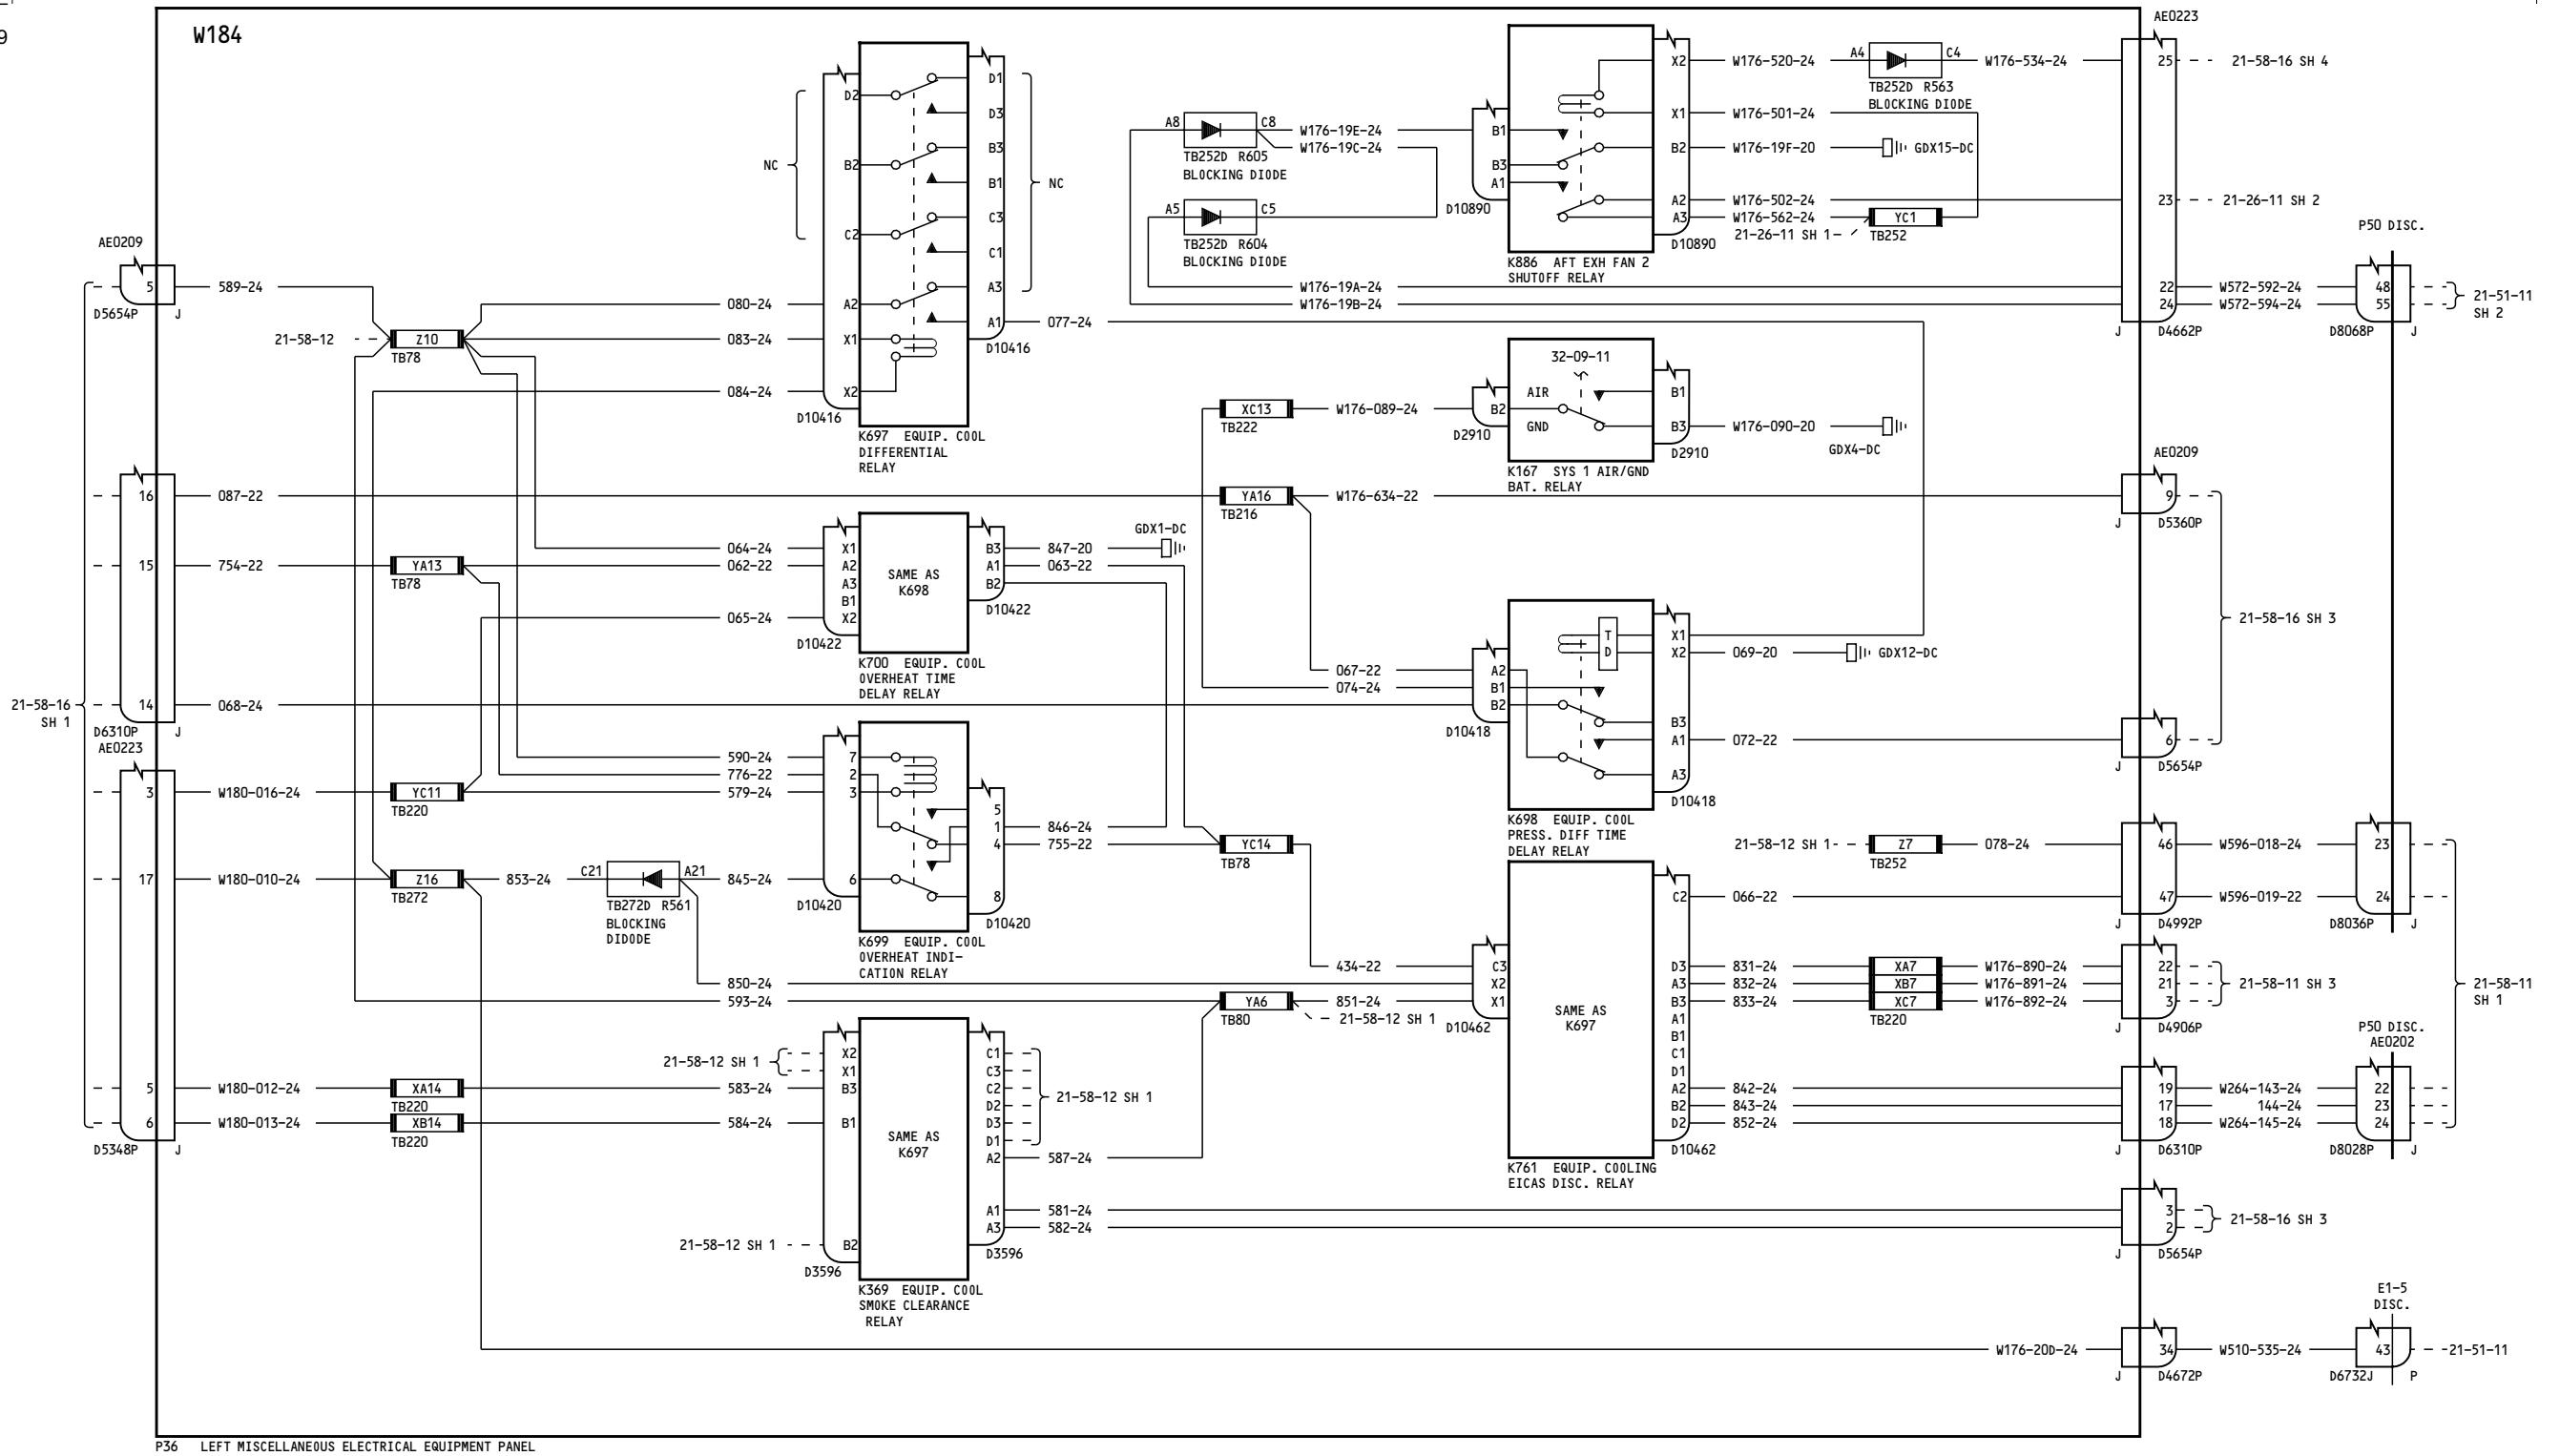 9
W184
AE0209
5
D5654P J
589-24
21-58-12
Z10
TB78
16
087-22
15
754-22
YA13
TB78
14
068-24
21-58-16
SH 1
D6310P J
AE0223
3
W180-016-24
YC11
TB220
17
W180-010-24
Z16
TB272
853-24
C21
A21
845-24
TB272D R561
BLOCKING
DIDODE
5
W180-012-24
XA14
TB220
6
W180-013-24
XB14
TB220
D5348P J
NC
D2
B2
C2
A2
X1
X2
D10416
080-24
083-24
084-24
D1
D3
B3
B1
C3
C1
A3
A1
D10416
NC
077-24
K697 EQUIP. COOL
DIFFERENTIAL
RELAY
064-24
062-22
065-24
X1
A2
A3
B1
X2
D10422
SAME AS
K698
B3
A1
B2
D10422
847-20
063-22
GDX1-DC
K700 EQUIP. COOL
OVERHEAT TIME
DELAY RELAY
590-24
776-22
579-24
7
2
3
6
D10420
5
1
4
8
D10420
846-24
755-22
K699 EQUIP. COOL
OVERHEAT INDI-
CATION RELAY
850-24
593-24
21-58-12 SH 1
583-24
584-24
21-58-12 SH 1
X2
X1
B3
B1
B2
D3596
SAME AS
K697
C1
C3
C2
D2
D3
D1
A2
A1
A3
D3596
21-58-12 SH 1
587-24
581-24
582-24
K369 EQUIP. COOL
SMOKE CLEARANCE
RELAY
A8
C8
TB252D R605
BLOCKING DIODE
W176-19E-24
W176-19C-24
A5
C5
TB252D R604
BLOCKING DIODE
W176-19A-24
W176-19B-24
B1
B3
A1
D10890
X2
X1
B2
A2
A3
D10890
K886 AFT EXH FAN 2
SHUTOFF RELAY
W176-520-24
A4
C4
TB252D R563
BLOCKING DIODE
W176-534-24
W176-501-24
W176-19F-20
GDX15-DC
W176-502-24
W176-562-24
YC1
21-26-11 SH 1
TB252
XC13
TB222
W176-089-24
B2
D2910
32-09-11
AIR
GND
B1
B3
D2910
W176-090-20
GDX4-DC
K167 SYS 1 AIR/GND
BAT. RELAY
YA16
TB216
W176-634-22
067-22
074-24
A2
B1
B2
D10418
T
D
X1
X2
B3
A1
A3
D10418
069-20
GDX12-DC
072-22
K698 EQUIP. COOL
PRESS. DIFF TIME
DELAY RELAY
YC14
TB78
434-22
YA6
TB80
851-24
21-58-12 SH 1
C3
X2
X1
D10462
SAME AS
K697
C2
D3
A3
B3
A1
B1
C1
D1
A2
B2
D2
D10462
K761 EQUIP. COOLING
EICAS DISC. RELAY
21-58-12 SH 1
Z7
TB252
078-24
066-22
831-24
832-24
833-24
XA7
XB7
XC7
TB220
W176-890-24
W176-891-24
W176-892-24
842-24
843-24
852-24
W176-20D-24
AE0223
25
21-58-16 SH 4
23
21-26-11 SH 2
22
24
J D4662P
W572-592-24
W572-594-24
P50 DISC.
48
55
D8068P J
21-51-11
SH 2
AE0209
9
J D5360P
21-58-16 SH 3
6
J D5654P
46
47
J D4992P
W596-018-24
W596-019-22
23
24
D8036P J
22
21
3
J D4906P
21-58-11 SH 3
21-58-11
SH 1
P50 DISC.
AE0202
19
17
18
J D6310P
W264-143-24
144-24
W264-145-24
22
23
24
D8028P J
3
2
J D5654P
21-58-16 SH 3
E1-5
DISC.
34
J D4672P
W510-535-24
43
D6732J P
21-51-11
P36 LEFT MISCELLANEOUS ELECTRICAL EQUIPMENT PANEL